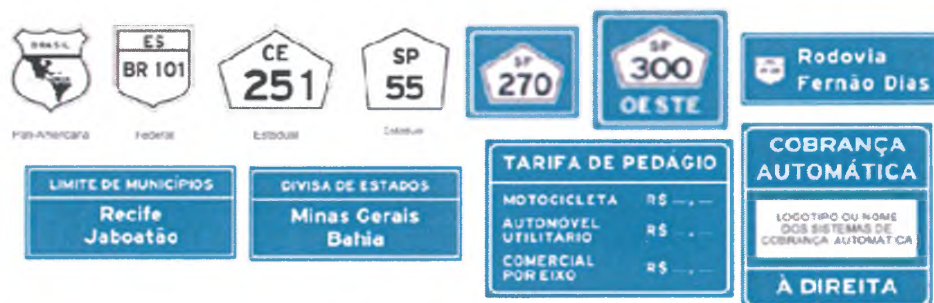 BRASIL
Pan-Americana
ES
BR 101
Federal
CE
251
Estadual
SP
55
Estadual
SP
270
SP
300
OESTE
Rodovia
Fernão Dias
LIMITE DE MUNICÍPIOS
Recife
Jaboatão
DIVISA DE ESTADOS
Minas Gerais
Bahia
TARIFA DE PEDÁGIO
MOTOCICLETA R$ --,--
AUTOMÓVEL
UTILITÁRIO R$ --,--
COMERCIAL
POR EIXO R$ --,--
COBRANÇA
AUTOMÁTICA
LOGOTIPO OU NOME
DOS SISTEMAS DE
COBRANÇA AUTOMÁTICA
À DIREITA